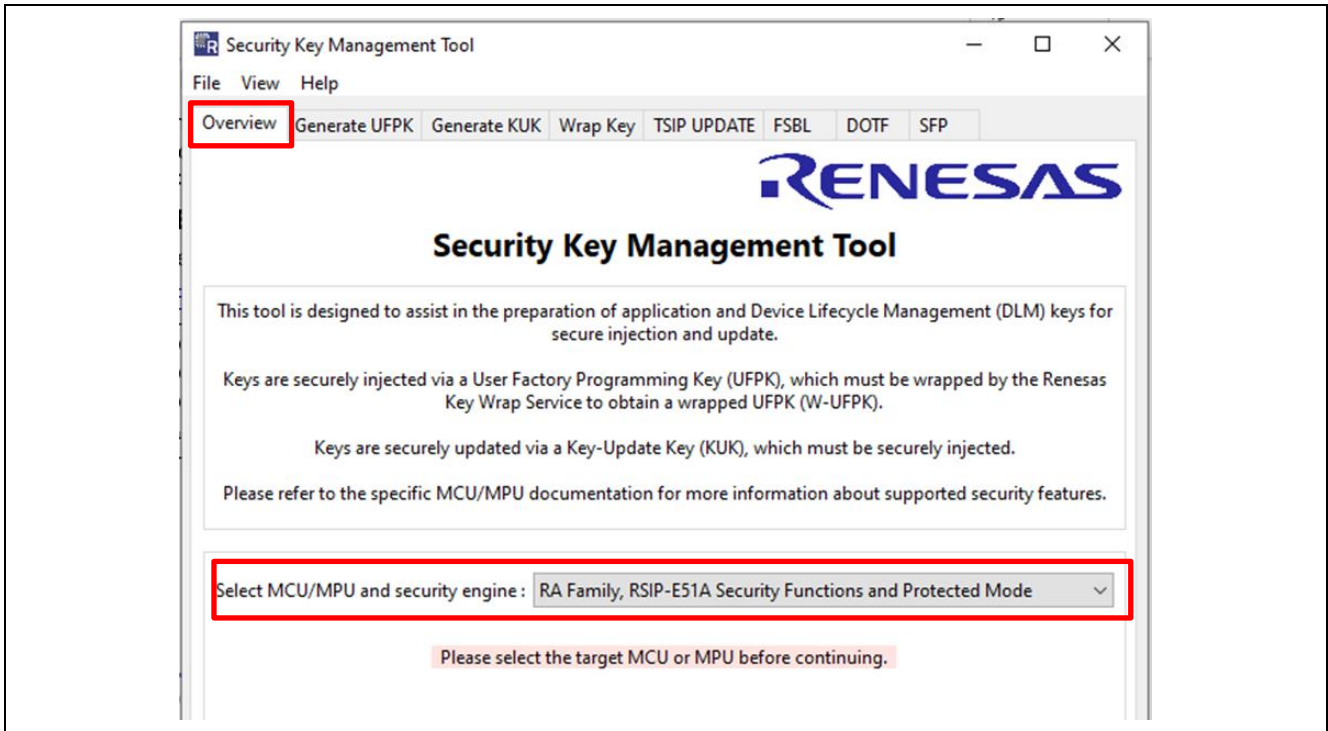 Security Key Management Tool
File View Help
Overview Generate UFPK Generate KUK Wrap Key TSIP UPDATE FSBL DOTF SFP
RENESAS
Security Key Management Tool
This tool is designed to assist in the preparation of application and Device Lifecycle Management (DLM) keys for
secure injection and update.
Keys are securely injected via a User Factory Programming Key (UFPK), which must be wrapped by the Renesas
Key Wrap Service to obtain a wrapped UFPK (W-UFPK).
Keys are securely updated via a Key-Update Key (KUK), which must be securely injected.
Please refer to the specific MCU/MPU documentation for more information about supported security features.
Select MCU/MPU and security engine : RA Family, RSIP-E51A Security Functions and Protected Mode
Please select the target MCU or MPU before continuing.